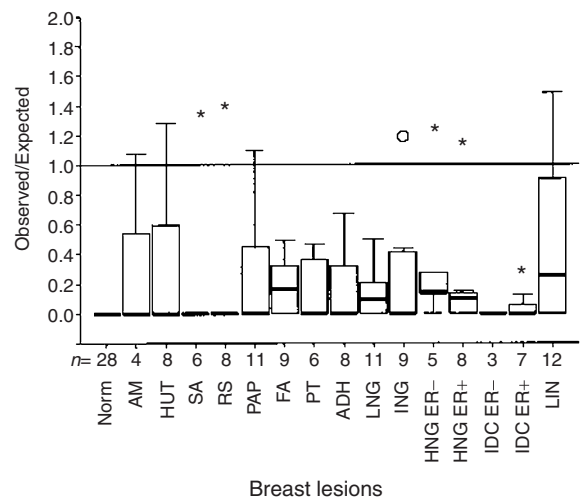 2.0
1.8
1.6
1.4
1.2
1.0
0.8
0.6
0.4
0.2
0.0
Observed/Expected
n= 28 4 8 6 8 11 9 6 8 11 9 5 8 3 7 12
Norm
AM
HUT
SA
RS
PAP
FA
PT
ADH
LNG
ING
HNG ER−
HNG ER+
IDC ER−
IDC ER+
LIN
Breast lesions